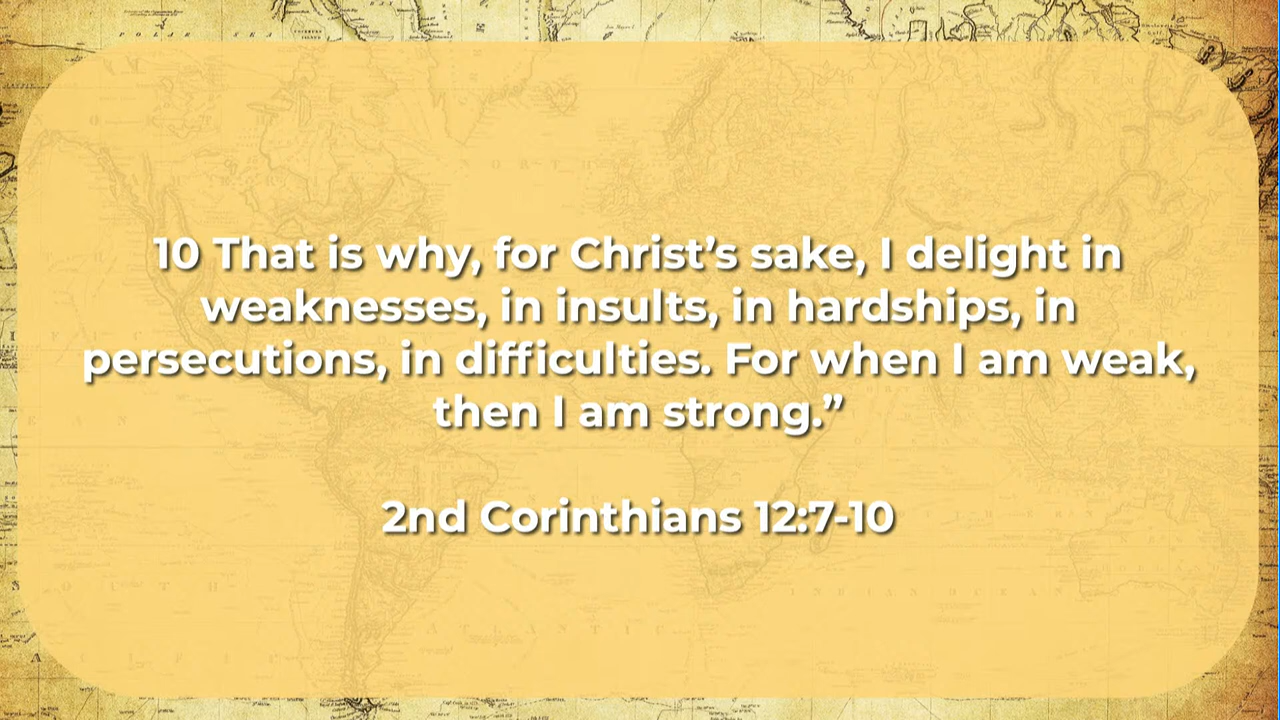 10 That is why, for Christ’s sake, I delight in
weaknesses, in insults, in hardships, in
persecutions, in difficulties. For when I am weak,
then I am strong.”
2nd Corinthians 12:7-10